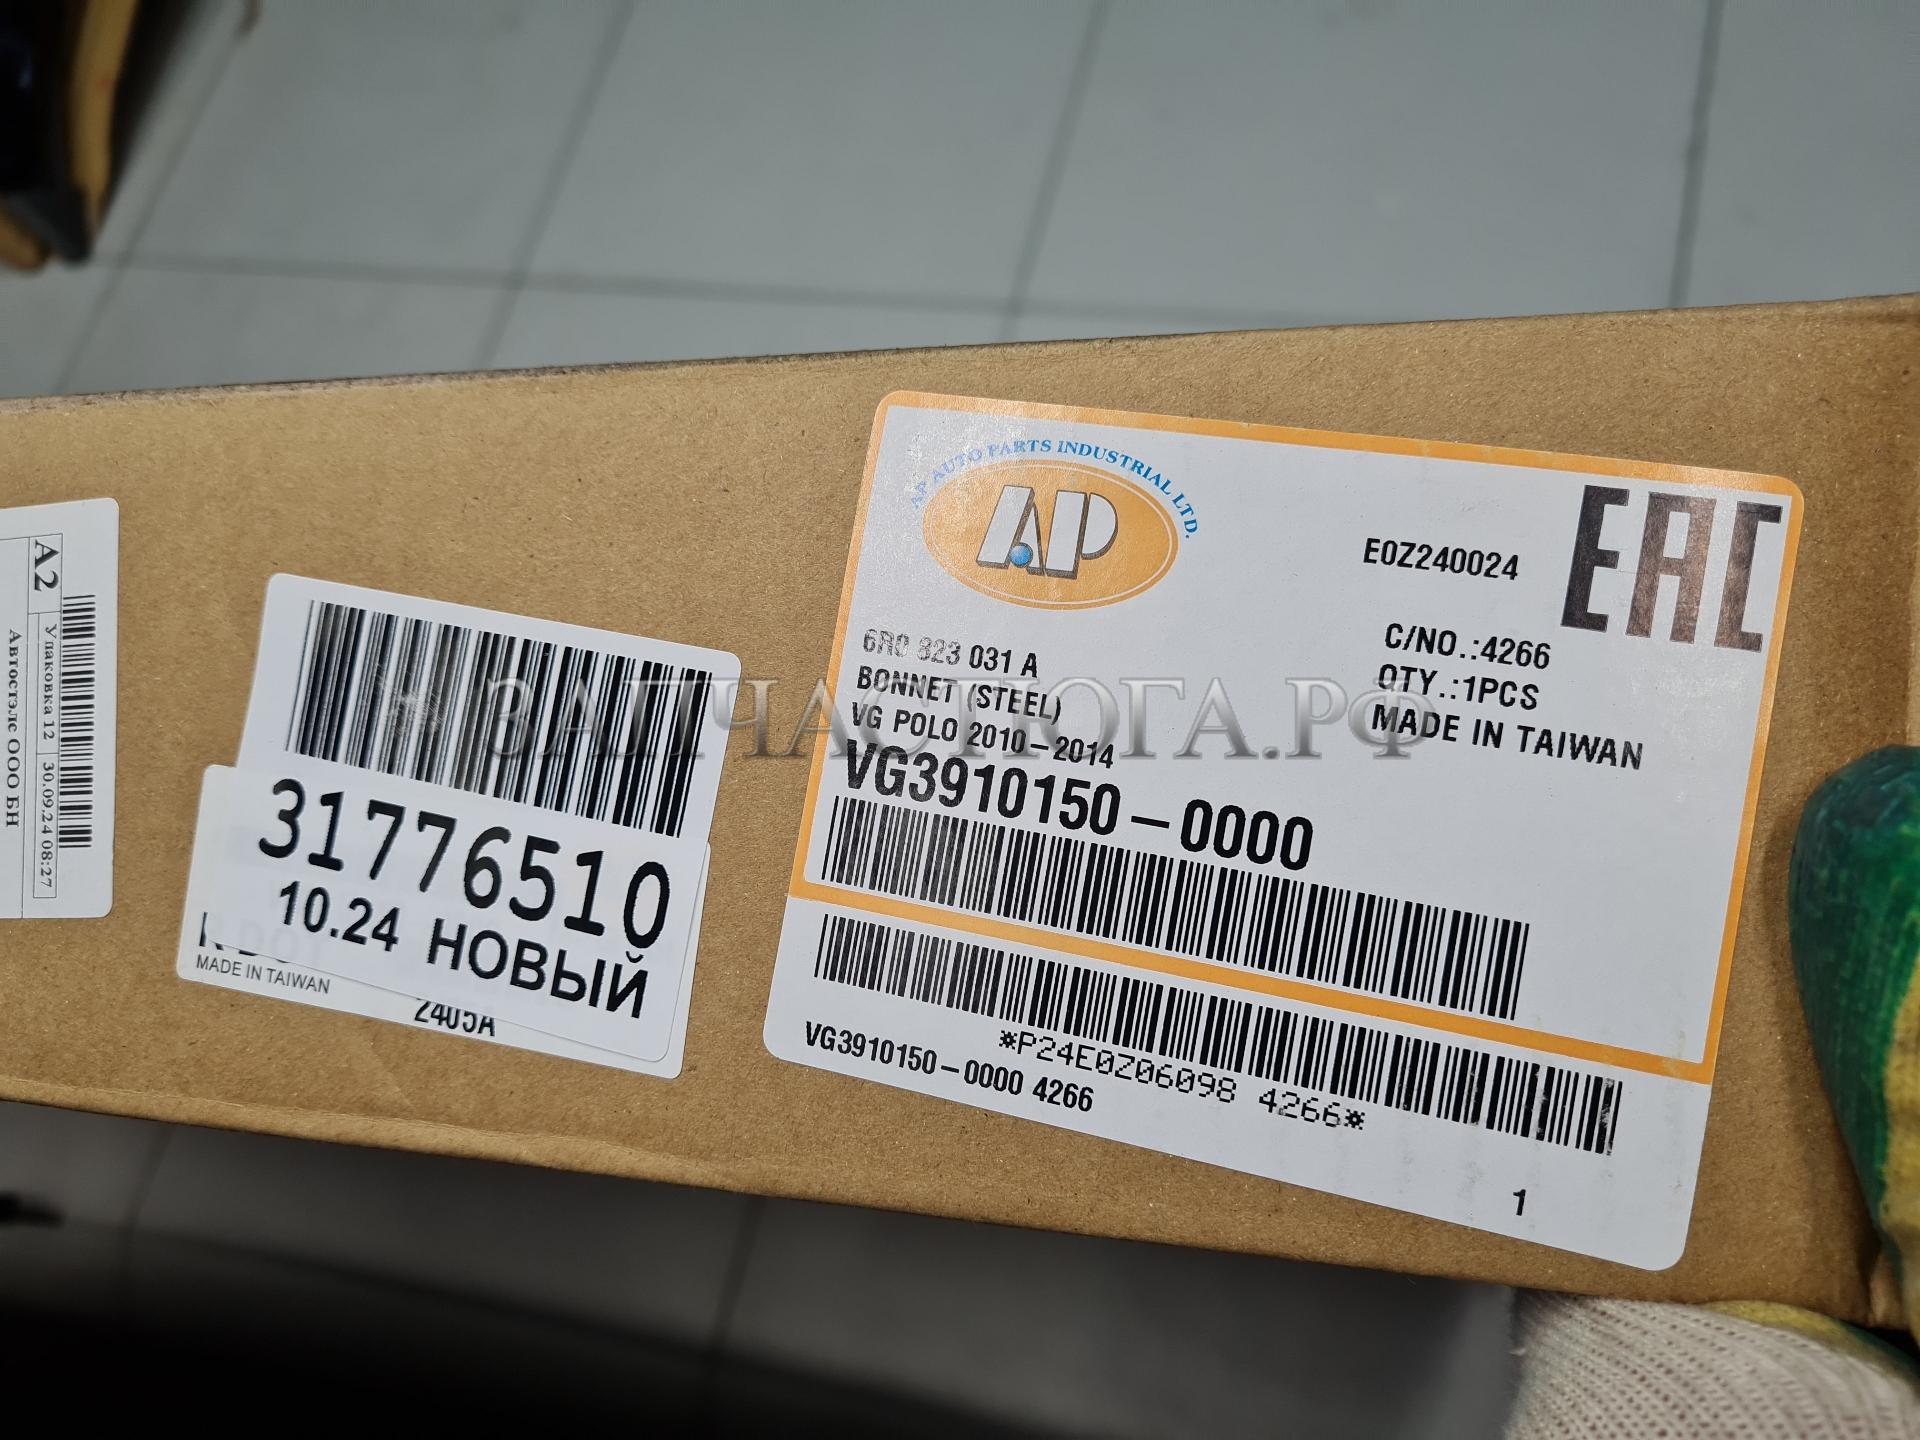 A2
Упаковка 12
30.09.24 08:27
Автостэлс ООО БН
31776510
10.24 НОВЫЙ
MADE IN TAIWAN
2405A
AP AUTO PARTS INDUSTRIAL LTD.
AP
E0Z240024
EAC
6R0 823 031 A
BONNET (STEEL)
VG POLO 2010-2014
C/NO.:4266
QTY.:1PCS
MADE IN TAIWAN
VG3910150-0000
*P24E0Z06098 4266*
VG3910150-0000 4266
1
ЗАПЧАСТЮГА.РФ